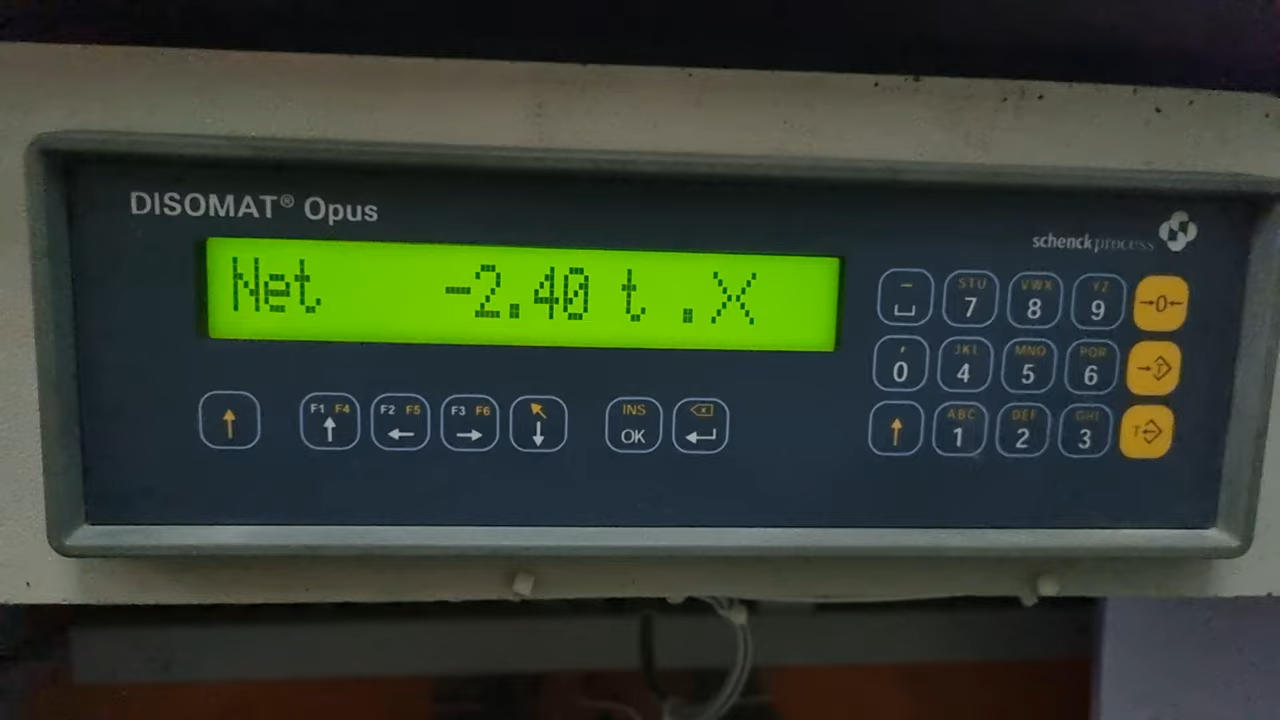 DISOMAT® Opus
schenck process
Net -2.40 t .X
F1 F4 F2 F5 F3 F6 INS
OK
– STU VWX YZ
7 8 9 →0←
, JKL MNO PQR
0 4 5 6 →T
ABC DEF GHI
1 2 3 T←